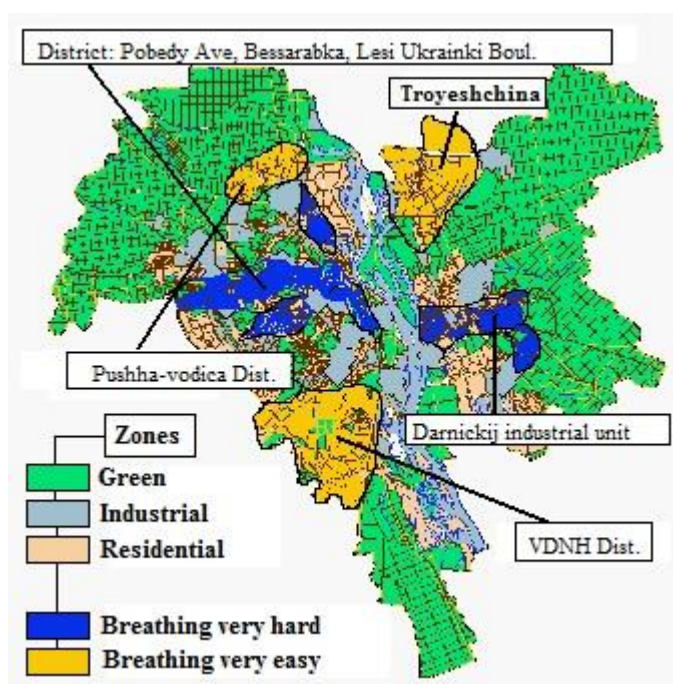 District: Pobedy Ave, Bessarabka, Lesi Ukrainki Boul.
Troyeshchina
Pushha-vodica Dist.
Darnickij industrial unit
VDNH Dist.
Zones
Green
Industrial
Residential
Breathing very hard
Breathing very easy